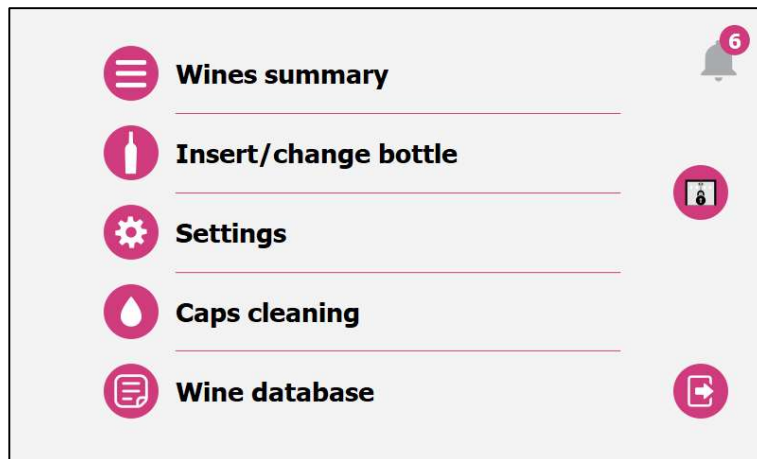 6
Wines summary
Insert/change bottle
Settings
Caps cleaning
Wine database